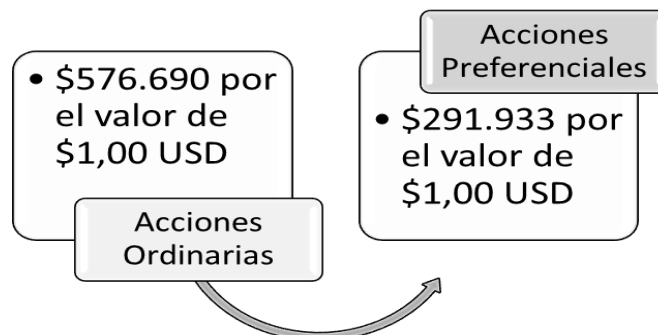 • $576.690 por
el valor de
$1,00 USD
Acciones
Ordinarias
Acciones
Preferenciales
• $291.933 por
el valor de
$1,00 USD